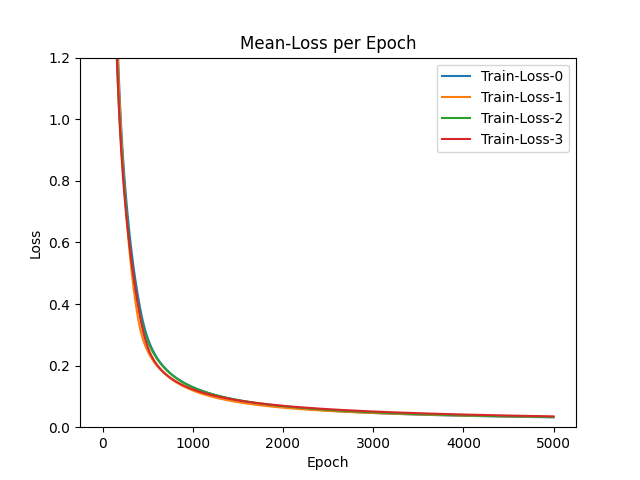 Mean-Loss per Epoch
Train-Loss-0
Train-Loss-1
Train-Loss-2
Train-Loss-3
1.2
1.0
0.8
0.6
0.4
0.2
0.0
Loss
0 1000 2000 3000 4000 5000
Epoch